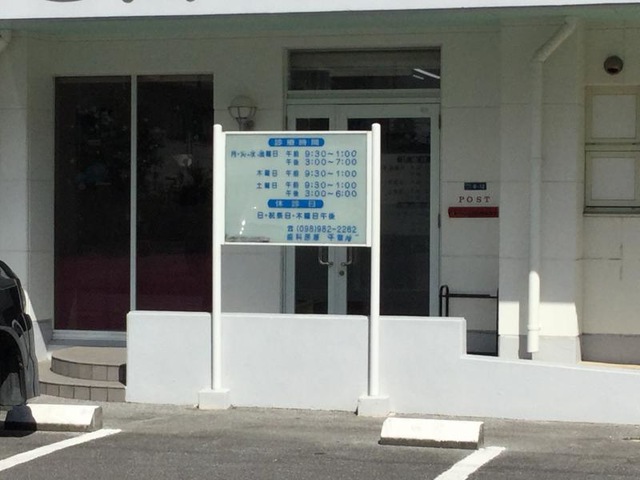 診療時間
月・火・水・金曜日 午前 9:30～1:00
午後 3:00～7:00
木曜日 午前 9:30～1:00
土曜日 午前 9:30～1:00
午後 3:00～6:00
休診日
日・祝祭日・木曜日午後
☎(098)982-2282
歯科医師
POST